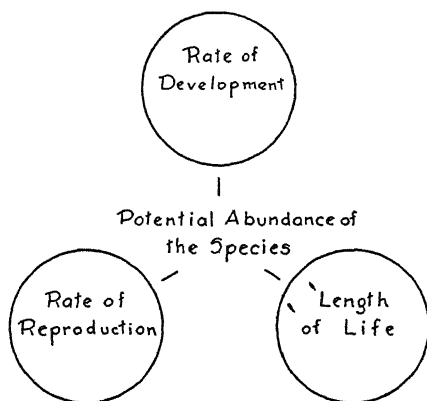 Rate of
Development
Potential Abundance of
the Species
Rate of
Reproduction
Length
of Life